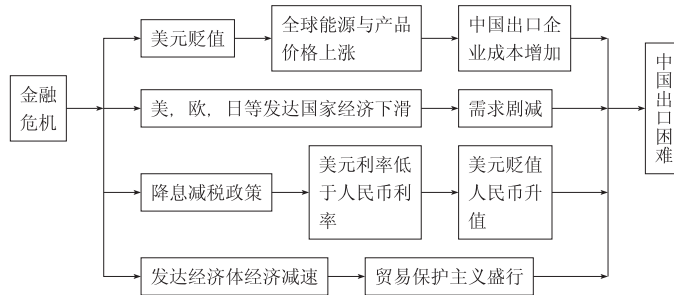 金融
危机
美元贬值
全球能源与产品
价格上涨
中国出口企
业成本增加
美，欧，日等发达国家经济下滑
需求剧减
降息减税政策
美元利率低
于人民币利
率
美元贬值
人民币升
值
发达经济体经济减速
贸易保护主义盛行
中国出口困难